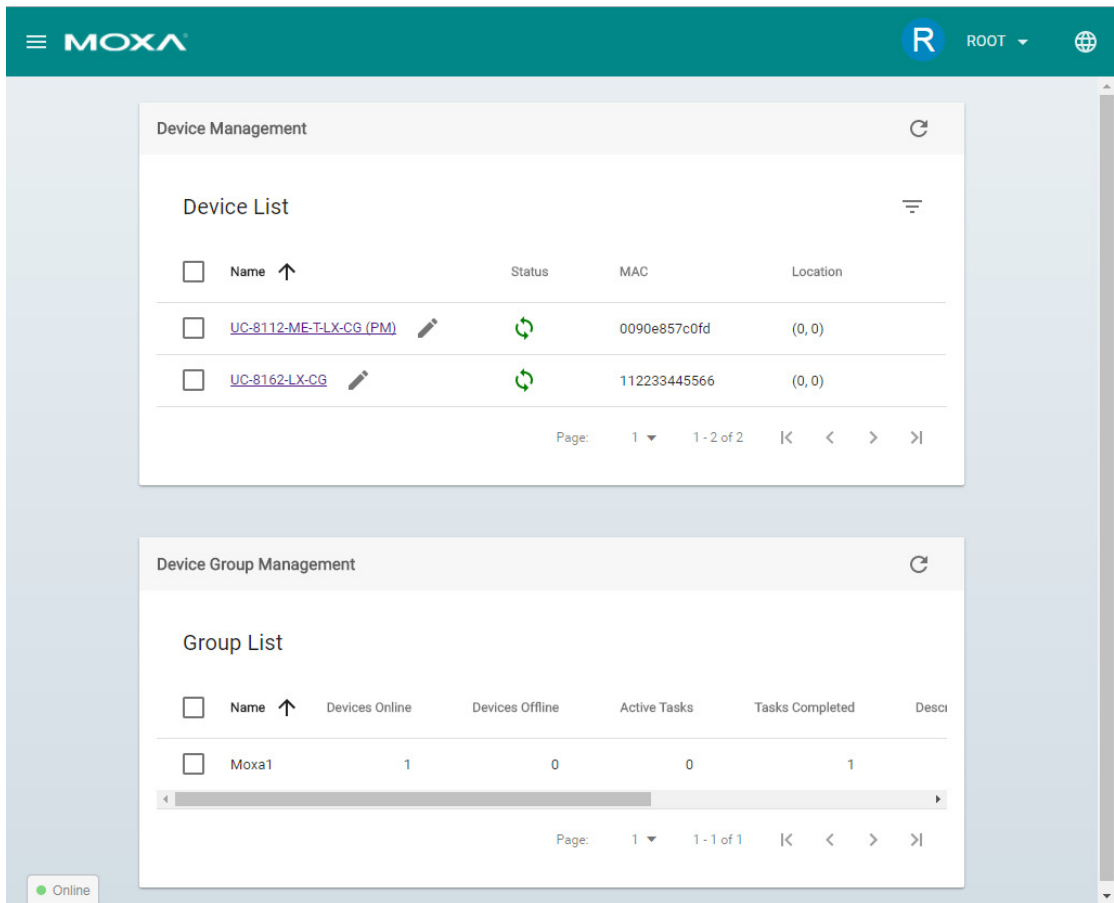 MOXA R ROOT
Device Management
Device List
Name Status MAC Location
UC-8112-ME-T-LX-CG (PM) 0090e857c0fd (0, 0)
UC-8162-LX-CG 112233445566 (0, 0)
Page: 1 1 - 2 of 2
Device Group Management
Group List
Name Devices Online Devices Offline Active Tasks Tasks Completed Descr
Moxa1 1 0 0 1
Page: 1 1 - 1 of 1
Online